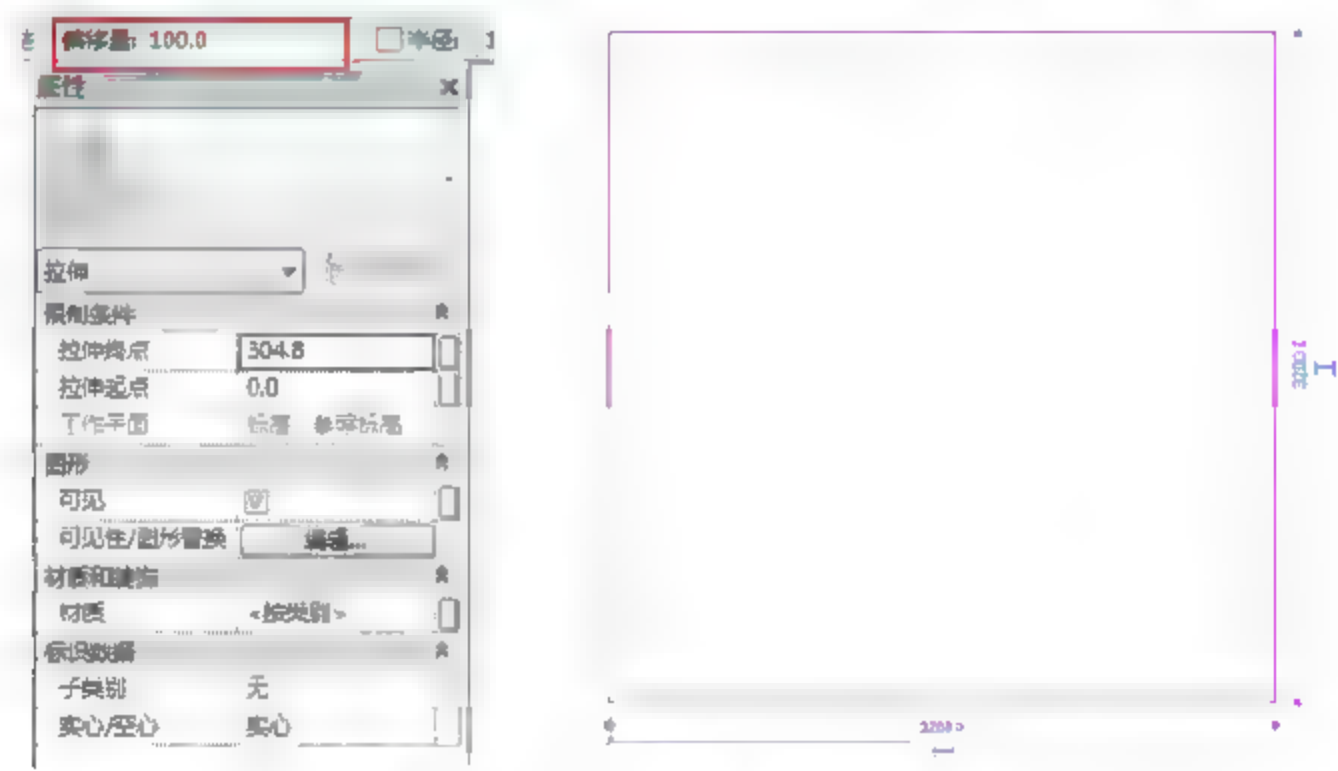 偏移量: 100.0
半径: 1
属性
拉伸
限制条件
拉伸终点 304.8
拉伸起点 0.0
工作平面 标高 : 参照标高
图形
可见
可见性/图形替换 编辑...
材质和装饰
材质 <按类别>
标识数据
子类别 无
实心/空心 实心